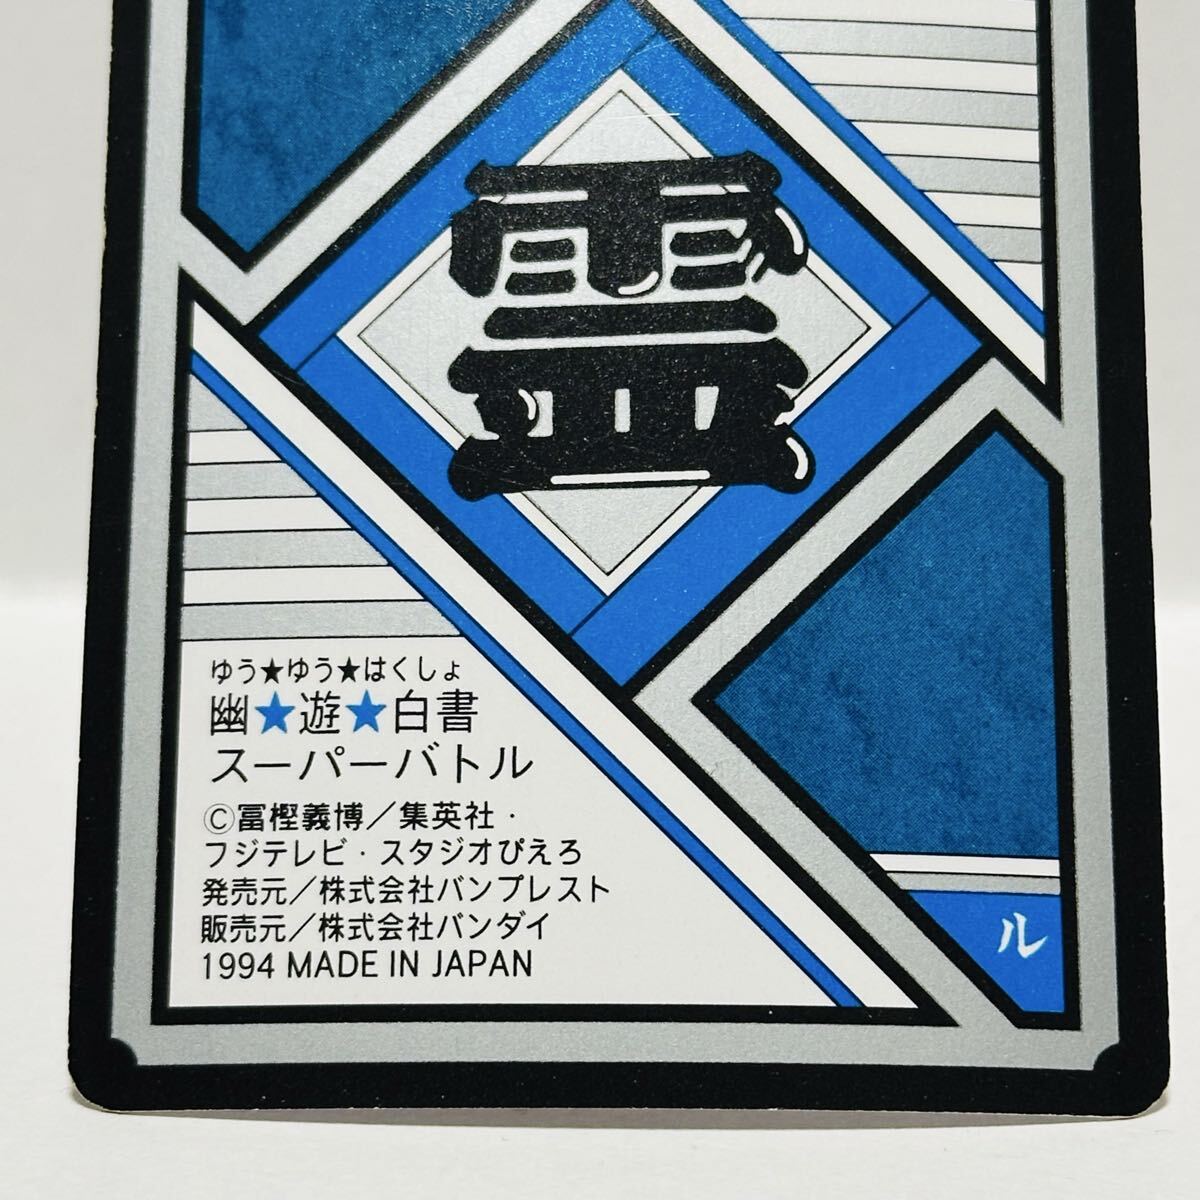 霊
ゆう★ゆう★はくしょ
幽★遊★白書
スーパーバトル
Ⓒ冨樫義博／集英社・
フジテレビ・スタジオぴえろ
発売元／株式会社バンプレスト
販売元／株式会社バンダイ
1994 MADE IN JAPAN
ル